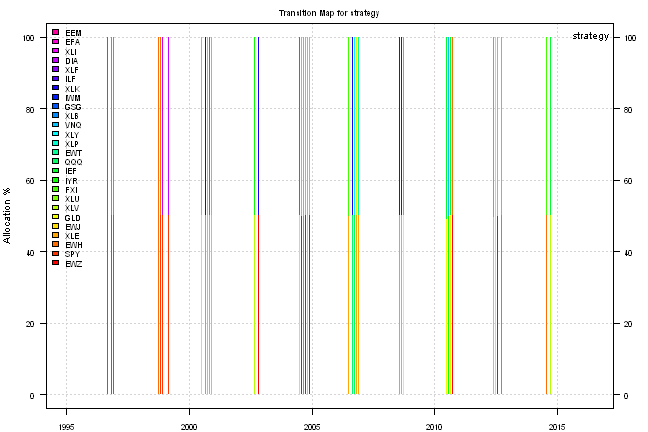 Transition Map for strategy
strategy
Allocation %
100
80
60
40
20
0
EEM
EFA
XLI
DIA
XLF
ILF
XLK
IWM
GSG
XLB
VNQ
XLY
XLP
EWT
QQQ
IEF
IYR
FXI
XLU
XLV
GLD
EWJ
XLE
EWH
SPY
EWZ
100
80
60
40
20
0
1995 2000 2005 2010 2015